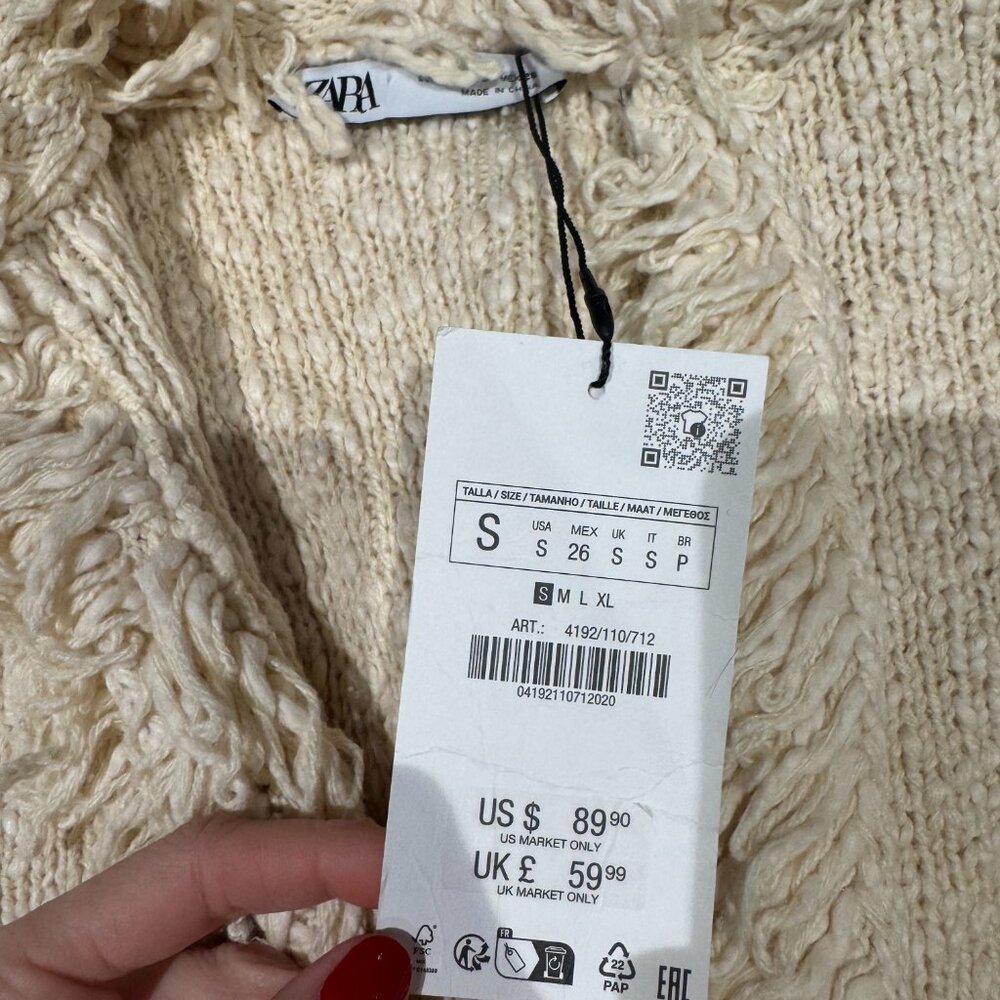 ZARA
MADE IN
TALLA / SIZE / TAMANHO / TAILLE / MAAT / ΜΕΓΕΘΟΣ
S
USA MEX UK IT BR
S 26 S S P
S M L XL
ART.: 4192/110/712
04192110712020
US $ 89 90
US MARKET ONLY
UK £ 59 99
UK MARKET ONLY
FR
FSC
22
PAP
EAC